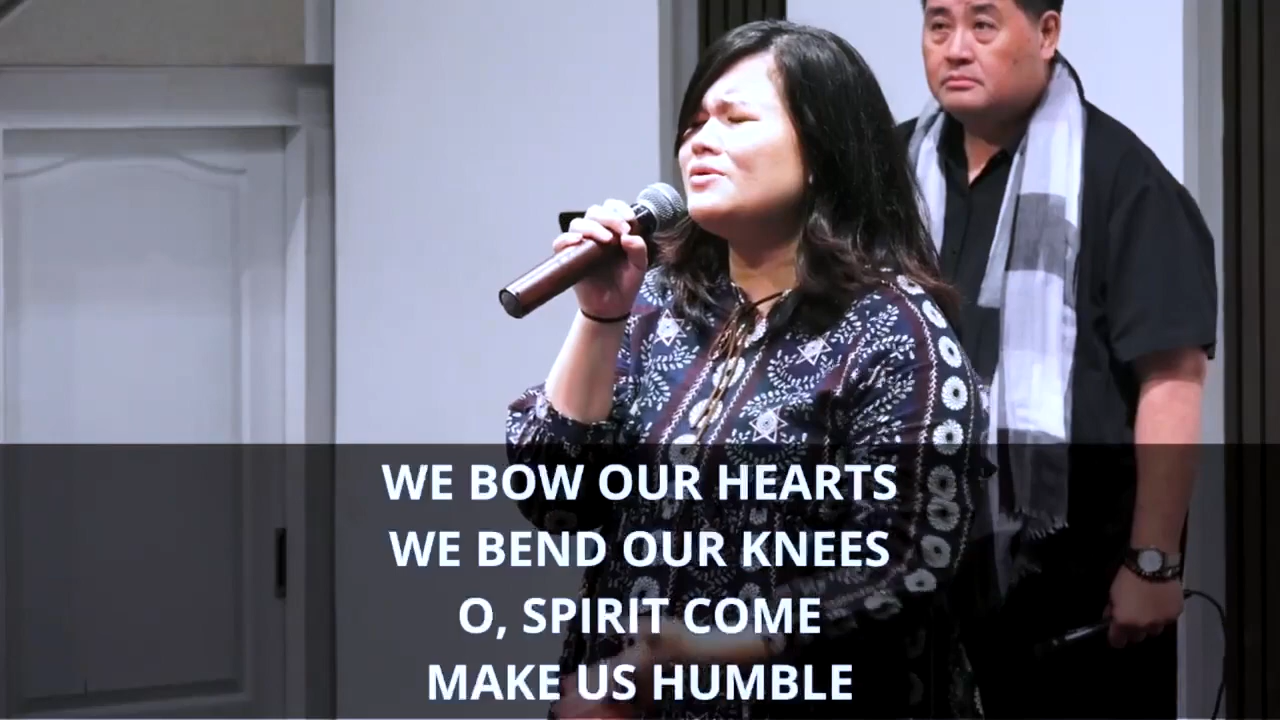 WE BOW OUR HEARTS
WE BEND OUR KNEES
O, SPIRIT COME
MAKE US HUMBLE